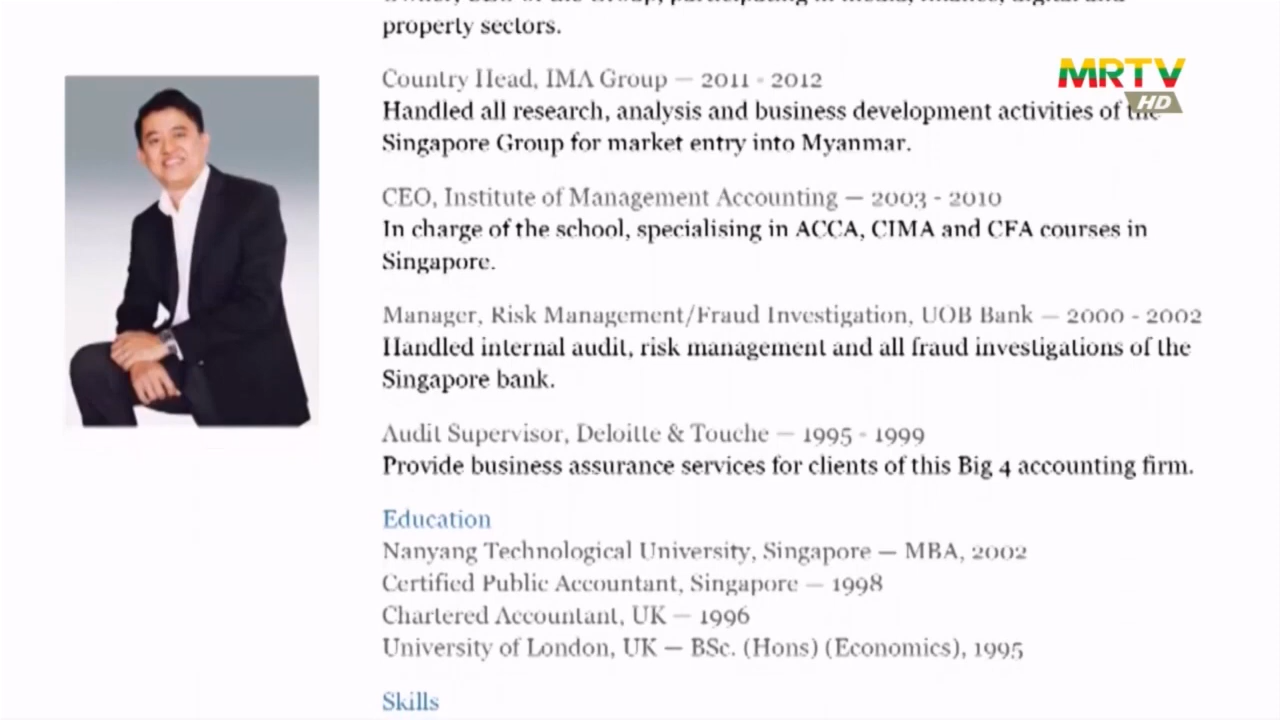 property sectors.
Country Head, IMA Group — 2011 - 2012
MRTV
HD
Handled all research, analysis and business development activities of the
Singapore Group for market entry into Myanmar.
CEO, Institute of Management Accounting — 2003 - 2010
In charge of the school, specialising in ACCA, CIMA and CFA courses in
Singapore.
Manager, Risk Management/Fraud Investigation, UOB Bank — 2000 - 2002
Handled internal audit, risk management and all fraud investigations of the
Singapore bank.
Audit Supervisor, Deloitte & Touche — 1995 - 1999
Provide business assurance services for clients of this Big 4 accounting firm.
Education
Nanyang Technological University, Singapore — MBA, 2002
Certified Public Accountant, Singapore — 1998
Chartered Accountant, UK — 1996
University of London, UK — BSc. (Hons) (Economics), 1995
Skills